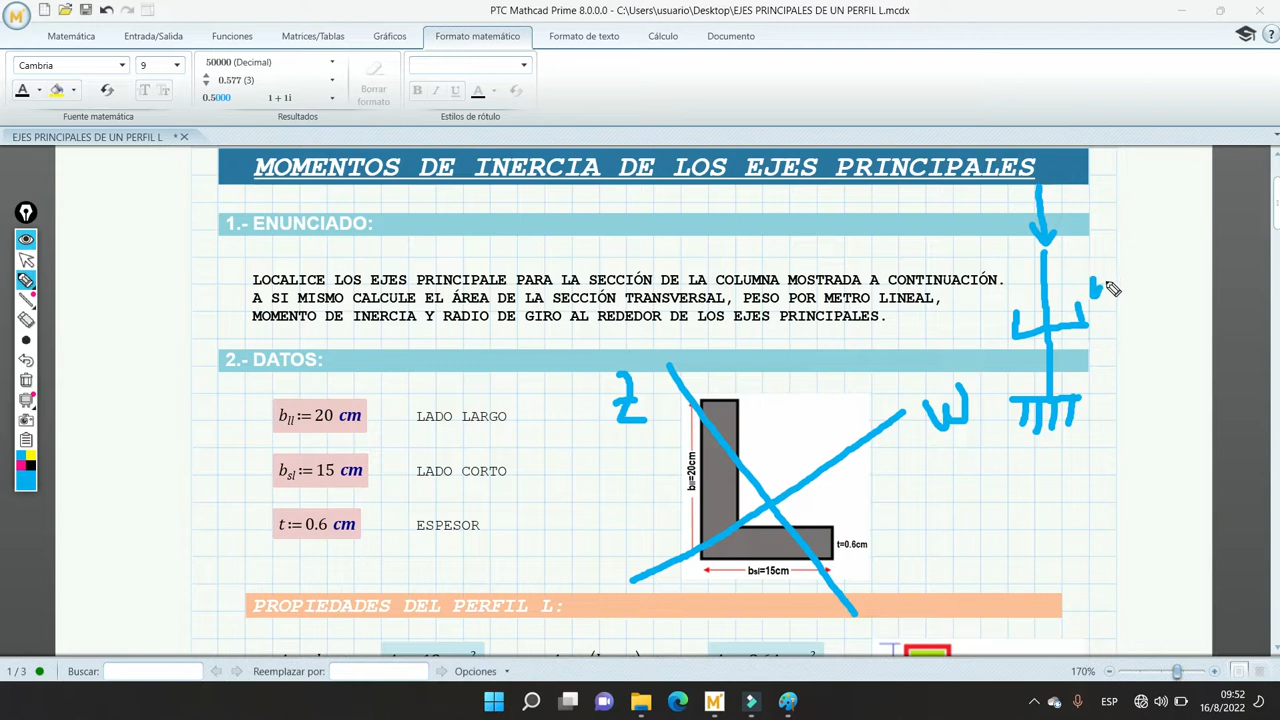 PTC Mathcad Prime 8.0.0.0 - C:\Users\usuario\Desktop\EJES PRINCIPALES DE UN PERFIL L.mcdx
Matemática Entrada/Salida Funciones Matrices/Tablas Gráficos Formato matemático Formato de texto Cálculo Documento
Cambria 9
50000 (Decimal)
0.577 (3)
0.5000 1 + 1i
Borrar formato
B I U A
Fuente matemática Resultados Estilos de rótulo
EJES PRINCIPALES DE UN PERFIL L *
MOMENTOS DE INERCIA DE LOS EJES PRINCIPALES
1.- ENUNCIADO:
LOCALICE LOS EJES PRINCIPALE PARA LA SECCIÓN DE LA COLUMNA MOSTRADA A CONTINUACIÓN.
A SI MISMO CALCULE EL ÁREA DE LA SECCIÓN TRANSVERSAL, PESO POR METRO LINEAL,
MOMENTO DE INERCIA Y RADIO DE GIRO AL REDEDOR DE LOS EJES PRINCIPALES.
2.- DATOS:
Z W
bll := 20 cm LADO LARGO
bll=20cm
bsl := 15 cm LADO CORTO
t := 0.6 cm ESPESOR
t=0.6cm
bsl=15cm
PROPIEDADES DEL PERFIL L:
1 / 3 Buscar: Reemplazar por: Opciones 170%
ESP 09:52
16/8/2022